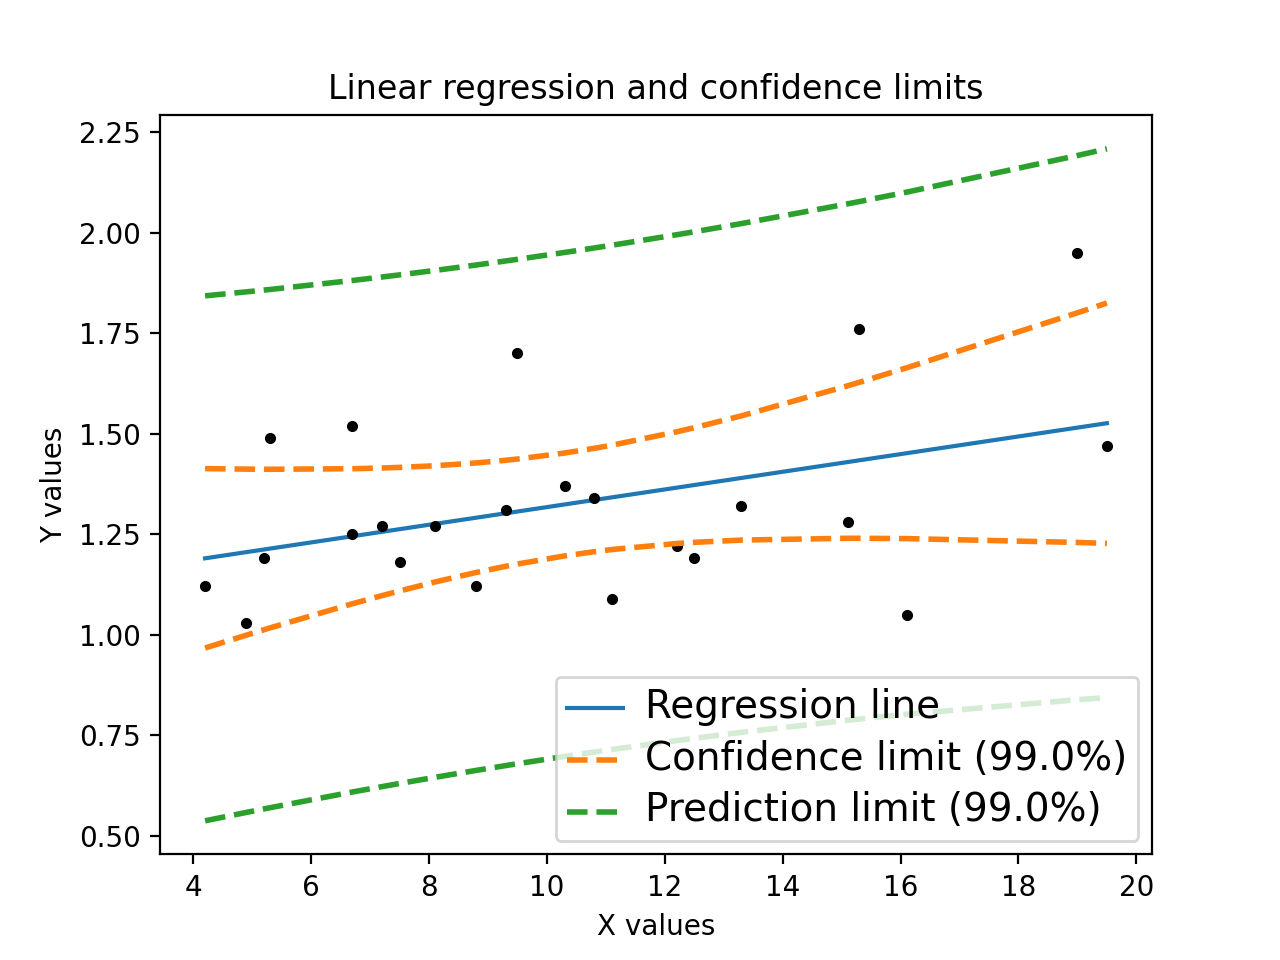 Linear regression and confidence limits
2.25
2.00
1.75
1.50
1.25
1.00
0.75
0.50
Y values
Regression line
Confidence limit (99.0%)
Prediction limit (99.0%)
4 6 8 10 12 14 16 18 20
X values